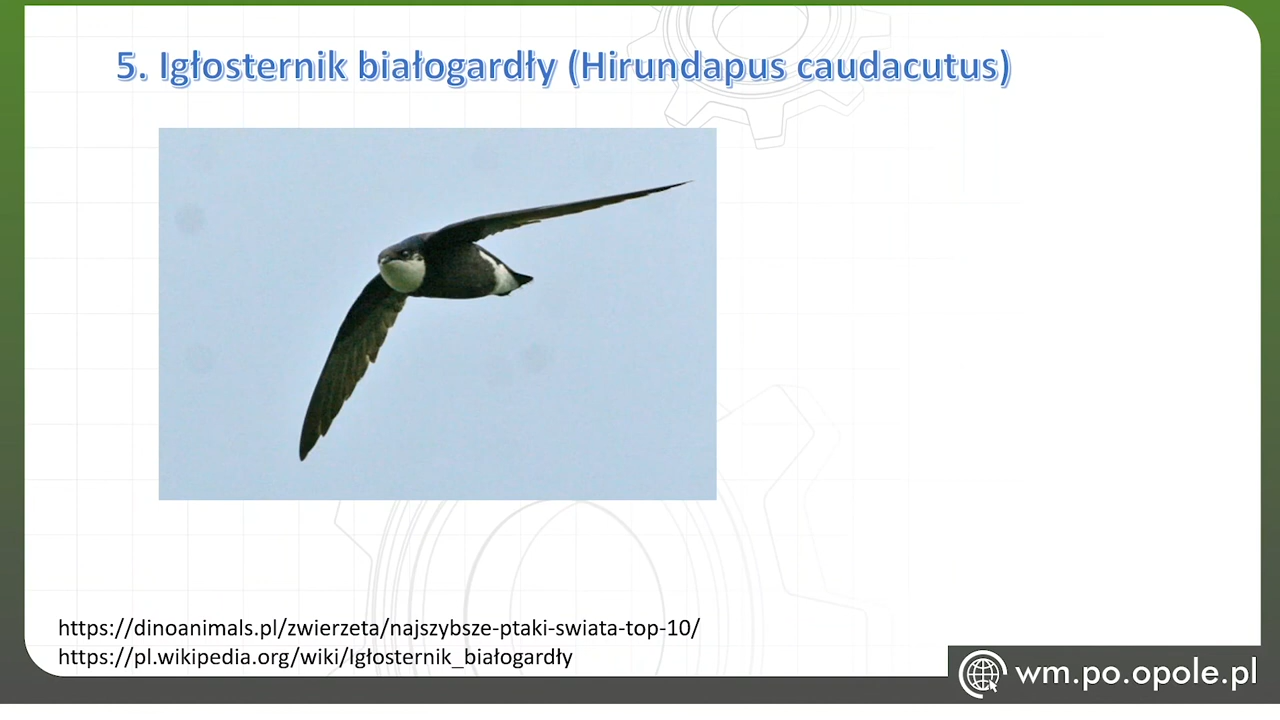 5. Igłosternik białogardły (Hirundapus caudacutus)
https://dinoanimals.pl/zwierzeta/najszybsze-ptaki-swiata-top-10/
https://pl.wikipedia.org/wiki/Igłosternik_białogardły
wm.po.opole.pl